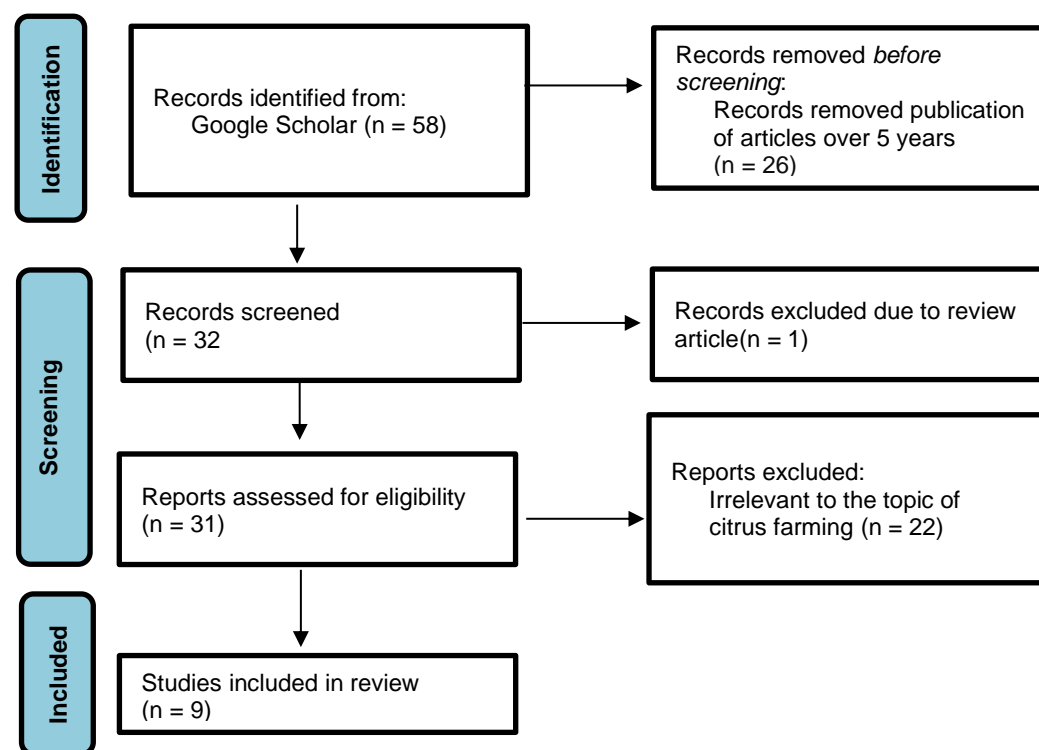 Identification
Records identified from:
Google Scholar (n = 58)
Records removed before
screening:
Records removed publication
of articles over 5 years
(n = 26)
Screening
Records screened
(n = 32
Records excluded due to review
article(n = 1)
Reports assessed for eligibility
(n = 31)
Reports excluded:
Irrelevant to the topic of
citrus farming (n = 22)
Included
Studies included in review
(n = 9)